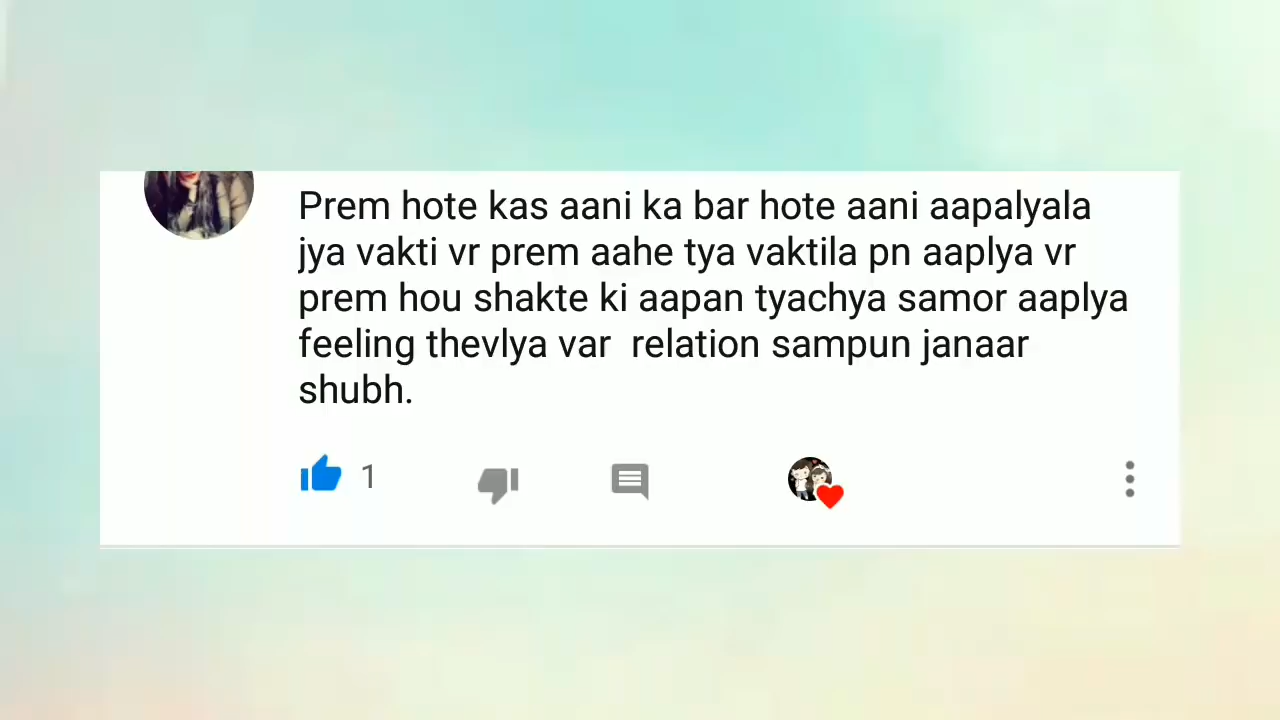 Prem hote kas aani ka bar hote aani aapalyala
jya vakti vr prem aahe tya vaktila pn aaplya vr
prem hou shakte ki aapan tyachya samor aaplya
feeling thevlya var relation sampun janaar
shubh.
1